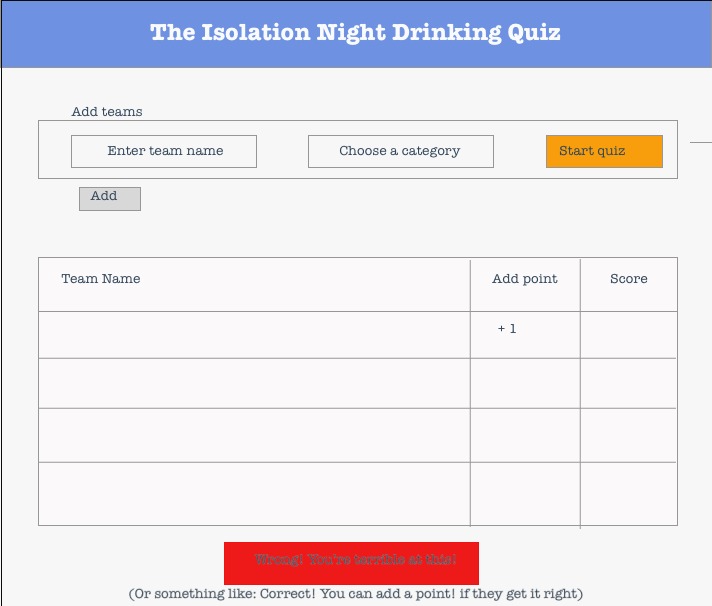 The Isolation Night Drinking Quiz
Add teams
Enter team name Choose a category Start quiz
Add
Team Name Add point Score
+ 1
Wrong! You're terrible at this!
(Or something like: Correct! You can add a point! if they get it right)